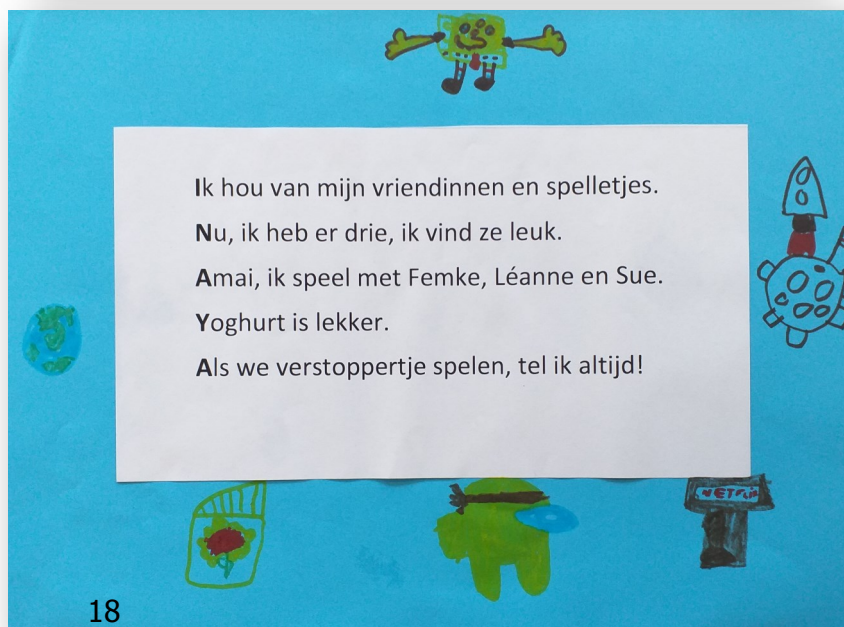 Ik hou van mijn vriendinnen en spelletjes.
Nu, ik heb er drie, ik vind ze leuk.
Amai, ik speel met Femke, Léanne en Sue.
Yoghurt is lekker.
Als we verstoppertje spelen, tel ik altijd!
NETFLIX
18